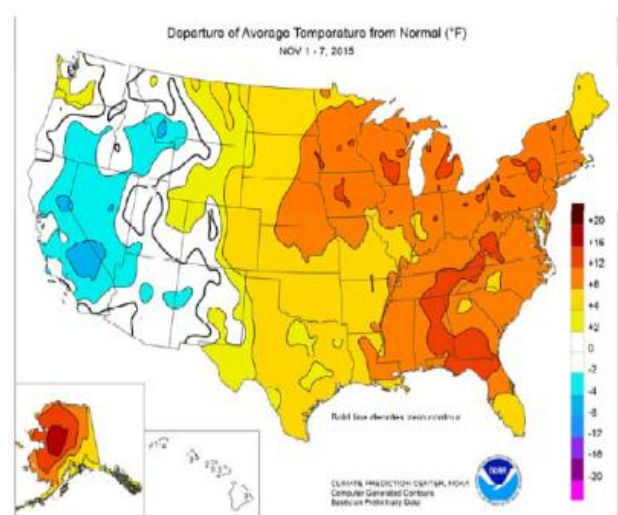 Departure of Average Temperature from Normal (°F)
NOV 1 - 7, 2015
+20
+16
+12
+8
+4
+2
0
-2
-4
-8
-12
-16
-20
Bold line denotes zero contour
CLIMATE PREDICTION CENTER, NOAA
Computer Generated Contours
Based on Preliminary Data
NOAA